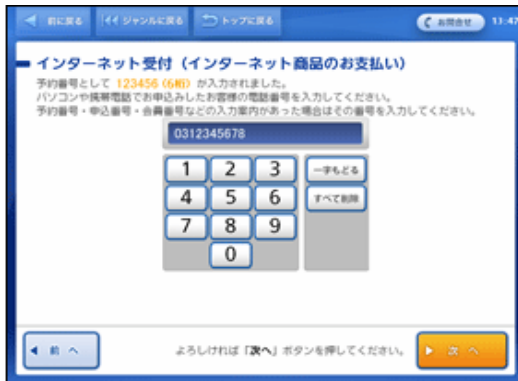 前に戻る
ジャンルに戻る
トップに戻る
お問合せ
13:47
インターネット受付（インターネット商品のお支払い）
予約番号として 123456 (6桁) が入力されました。
パソコンや携帯電話でお申込みしたお客様の電話番号を入力してください。
予約番号・申込番号・会員番号などの入力案内があった場合はその番号を入力してください。
0312345678
1 2 3 一字もどる
4 5 6 すべて削除
7 8 9
0
前へ
よろしければ「次へ」ボタンを押してください。
次へ